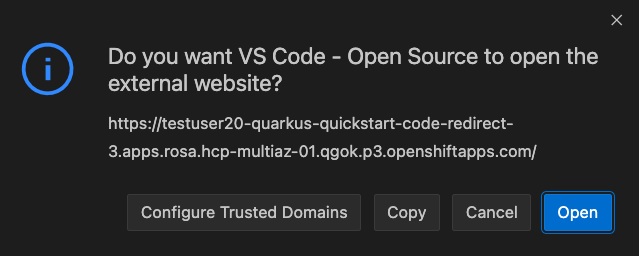 Do you want VS Code - Open Source to open the
external website?
https://testuser20-quarkus-quickstart-code-redirect-
3.apps.rosa.hcp-multiaz-01.qgok.p3.openshiftapps.com/
Configure Trusted Domains Copy Cancel Open